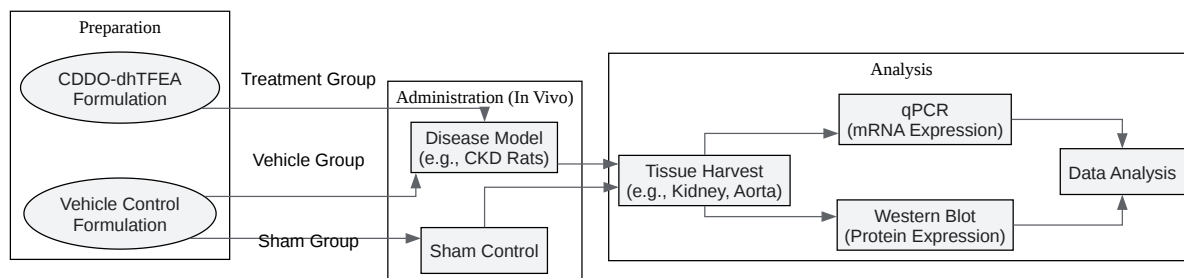 Preparation
CDDO-dhTFEA
Formulation
Vehicle Control
Formulation
Treatment Group
Vehicle Group
Sham Group
Administration (In Vivo)
Disease Model
(e.g., CKD Rats)
Sham Control
Analysis
Tissue Harvest
(e.g., Kidney, Aorta)
qPCR
(mRNA Expression)
Western Blot
(Protein Expression)
Data Analysis